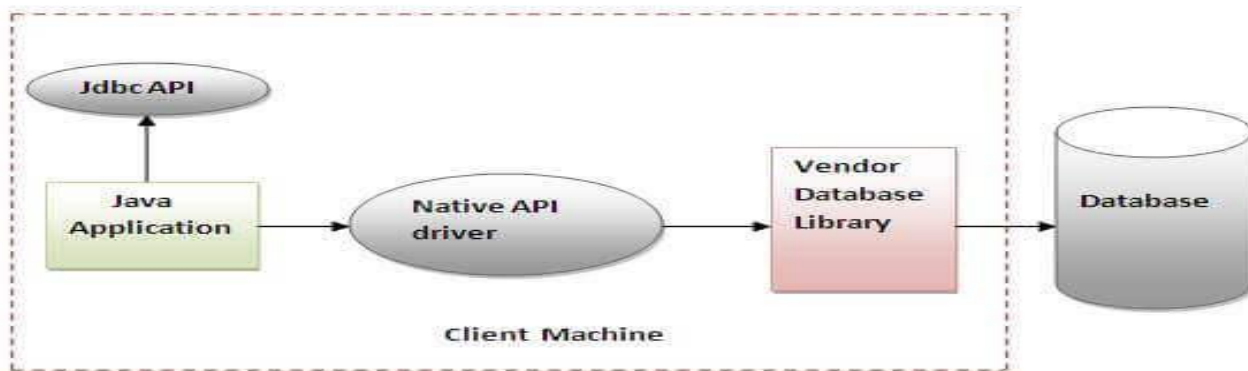 Jdbc API
Java
Application
Native API
driver
Vendor
Database
Library
Database
Client Machine